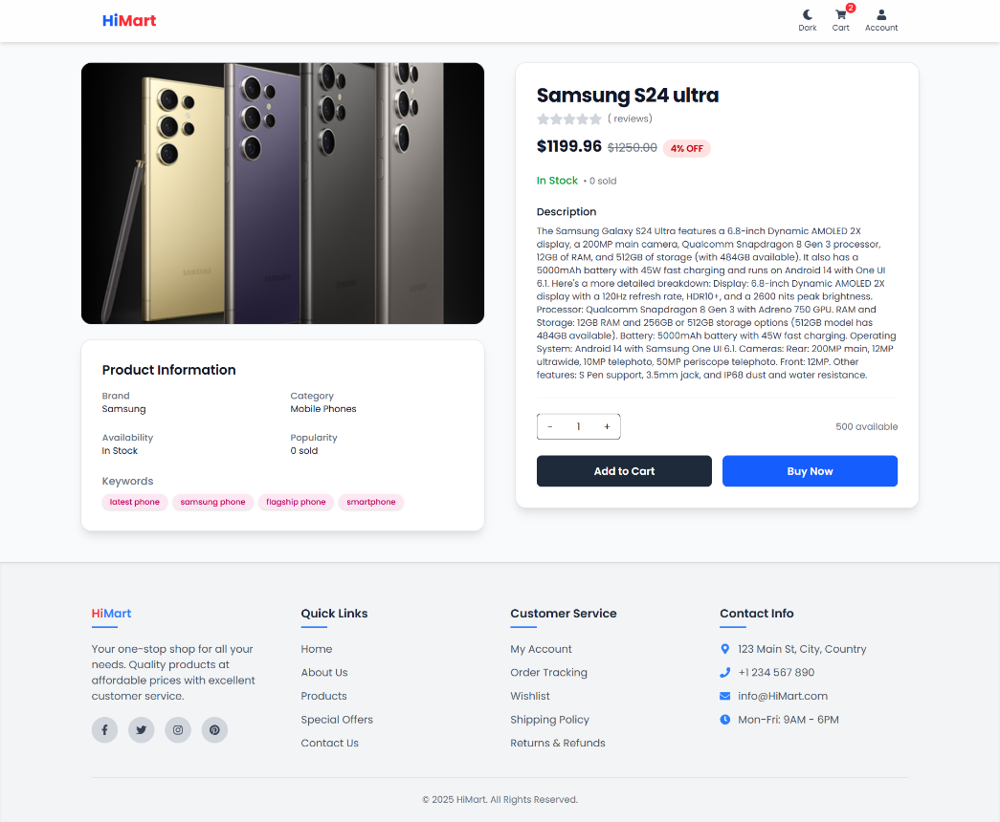 HiMart
Dark
2
Cart
Account
SAMSUNG
Product Information
Brand
Samsung
Category
Mobile Phones
Availability
In Stock
Popularity
0 sold
Keywords
latest phone
samsung phone
flagship phone
smartphone
Samsung S24 ultra
( reviews)
$1199.96 $1250.00 4% OFF
In Stock • 0 sold
Description
The Samsung Galaxy S24 Ultra features a 6.8-inch Dynamic AMOLED 2X
display, a 200MP main camera, Qualcomm Snapdragon 8 Gen 3 processor,
12GB of RAM, and 512GB of storage (with 484GB available). It also has a
5000mAh battery with 45W fast charging and runs on Android 14 with One UI
6.1. Here's a more detailed breakdown: Display: 6.8-inch Dynamic AMOLED 2X
display with a 120Hz refresh rate, HDR10+, and a 2600 nits peak brightness.
Processor: Qualcomm Snapdragon 8 Gen 3 with Adreno 750 GPU. RAM and
Storage: 12GB RAM and 256GB or 512GB storage options (512GB model has
484GB available). Battery: 5000mAh battery with 45W fast charging. Operating
System: Android 14 with Samsung One UI 6.1. Cameras: Rear: 200MP main, 12MP
ultrawide, 10MP telephoto, 50MP periscope telephoto. Front: 12MP. Other
features: S Pen support, 3.5mm jack, and IP68 dust and water resistance.
- 1 +
500 available
Add to Cart
Buy Now
HiMart
Your one-stop shop for all your
needs. Quality products at
affordable prices with excellent
customer service.
Quick Links
Home
About Us
Products
Special Offers
Contact Us
Customer Service
My Account
Order Tracking
Wishlist
Shipping Policy
Returns & Refunds
Contact Info
123 Main St, City, Country
+1 234 567 890
info@HiMart.com
Mon-Fri: 9AM - 6PM
© 2025 HiMart. All Rights Reserved.